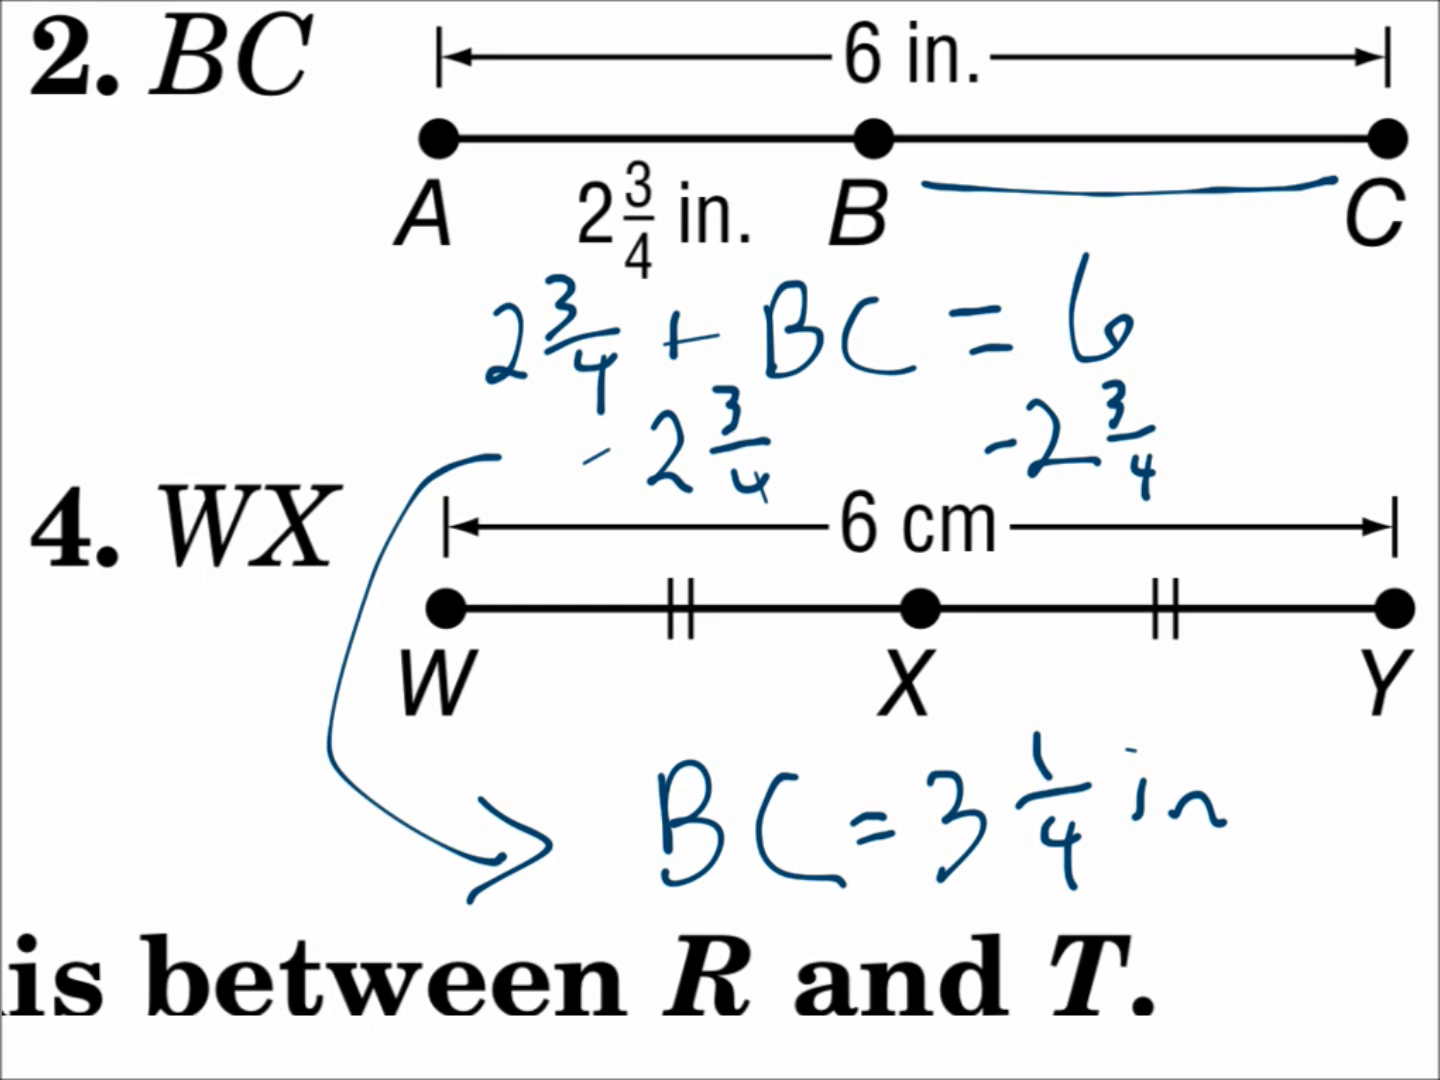 2. BC
6 in.
A 2 3/4 in. B C
2 3/4 + BC = 6
- 2 3/4 - 2 3/4
4. WX
6 cm
W X Y
BC = 3 1/4 in
is between R and T.